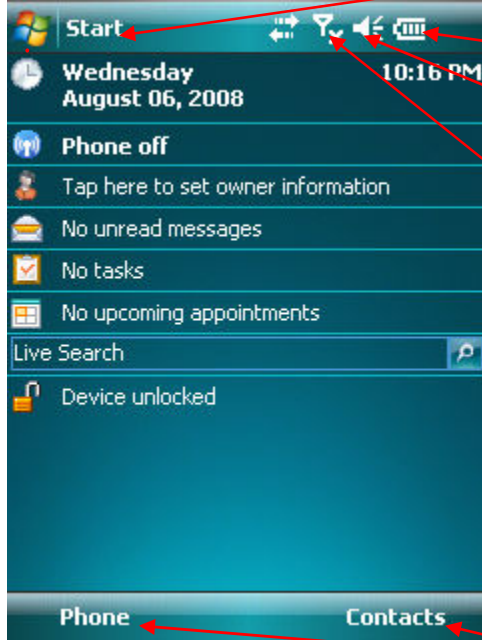 Start
Wednesday 10:16 PM
August 06, 2008
Phone off
Tap here to set owner information
No unread messages
No tasks
No upcoming appointments
Live Search
Device unlocked
Phone Contacts